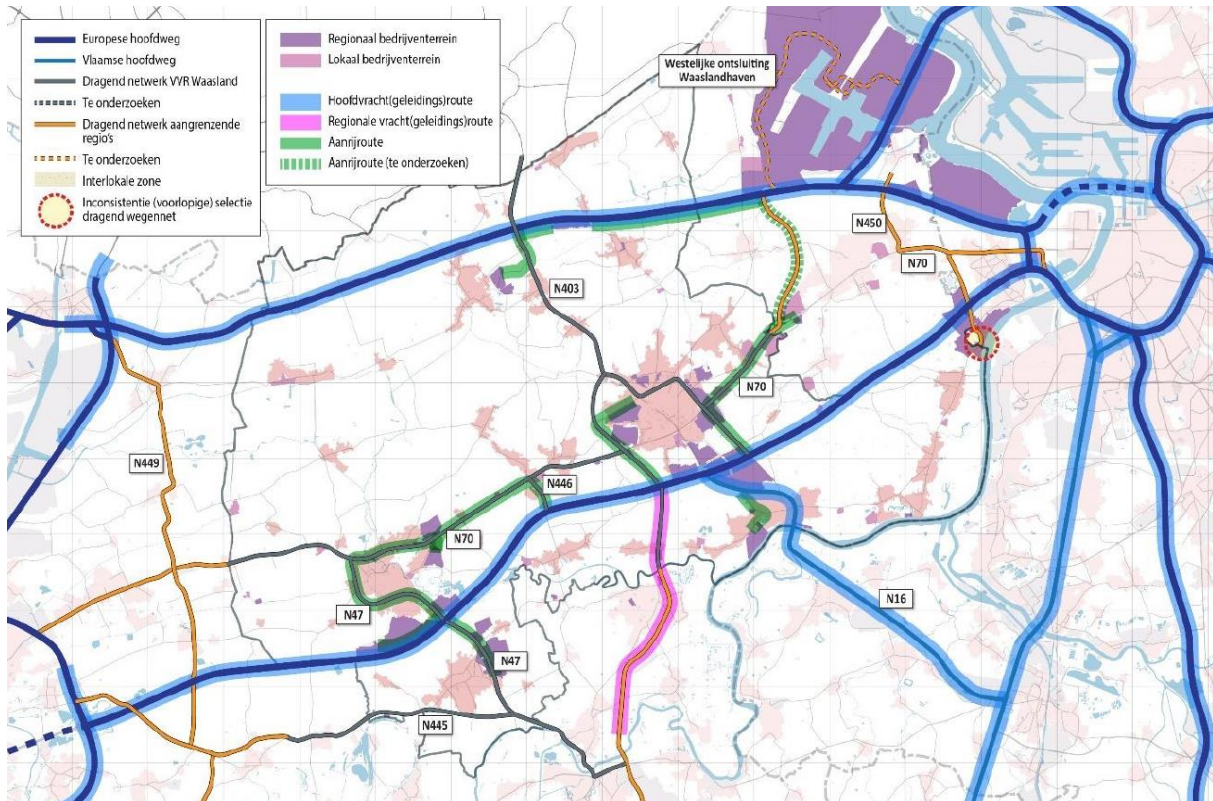 Europese hoofdweg
Vlaamse hoofdweg
Dragend netwerk VVR Waasland
Te onderzoeken
Dragend netwerk aangrenzende
regio's
Te onderzoeken
Interlokale zone
Inconsistentie (voorlopige) selectie
dragend wegennet
Regionaal bedrijventerrein
Lokaal bedrijventerrein
Hoofdvracht(geleidings)route
Regionale vracht(geleidings)route
Aanrijroute
Aanrijroute (te onderzoeken)
Westelijke ontsluiting
Waaslandhaven
N450
N70
N403
N70
N449
N446
N70
N16
N47
N47
N445